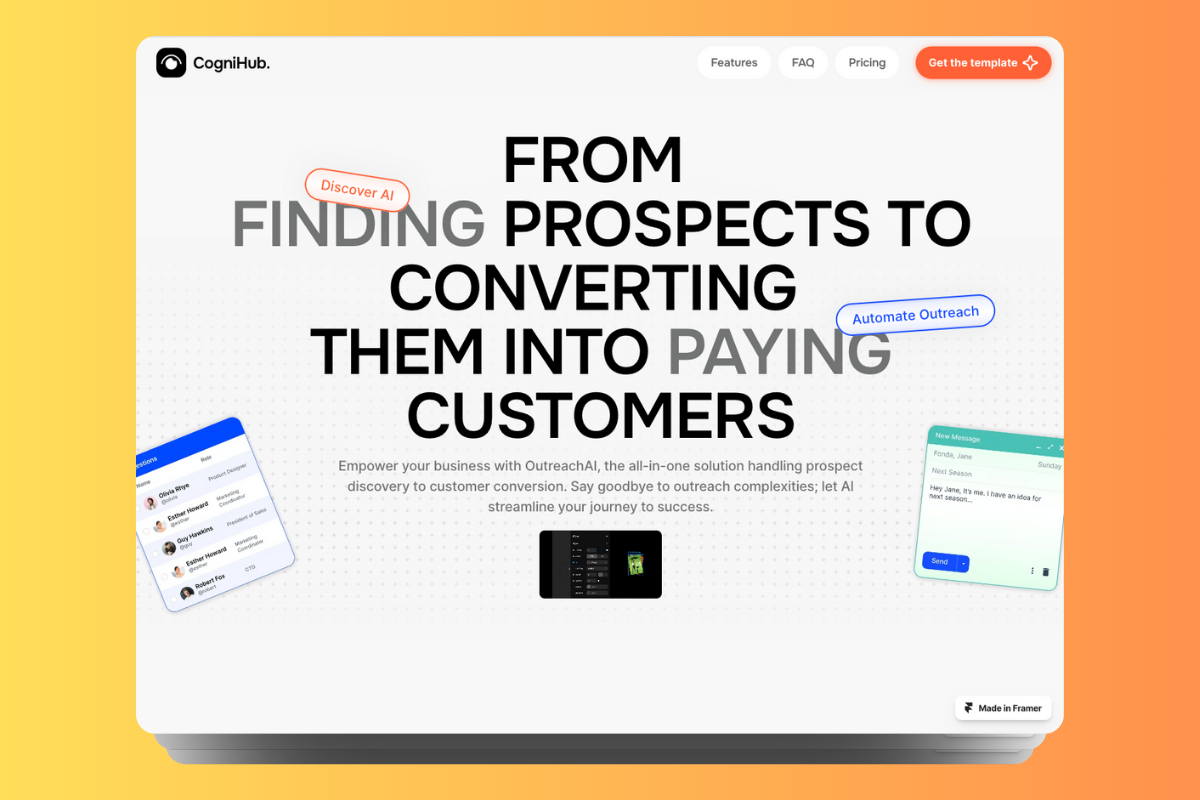 CogniHub.
Features
FAQ
Pricing
Get the template
FROM
FINDING PROSPECTS TO
CONVERTING
THEM INTO PAYING
CUSTOMERS
Discover AI
Automate Outreach
Empower your business with OutreachAI, the all-in-one solution handling prospect
discovery to customer conversion. Say goodbye to outreach complexities; let AI
streamline your journey to success.
Name
Role
Olivia Rhye
@olivia
Product Designer
Esther Howard
@esther
Marketing
Coordinator
Guy Hawkins
@guy
President of Sales
Esther Howard
@esther
Marketing
Coordinator
Robert Fox
@robert
CTO
New Message
Fonda, Jane
Sunday
Next Season
Hey Jane, It's me. I have an idea for
next season...
Send
Made in Framer